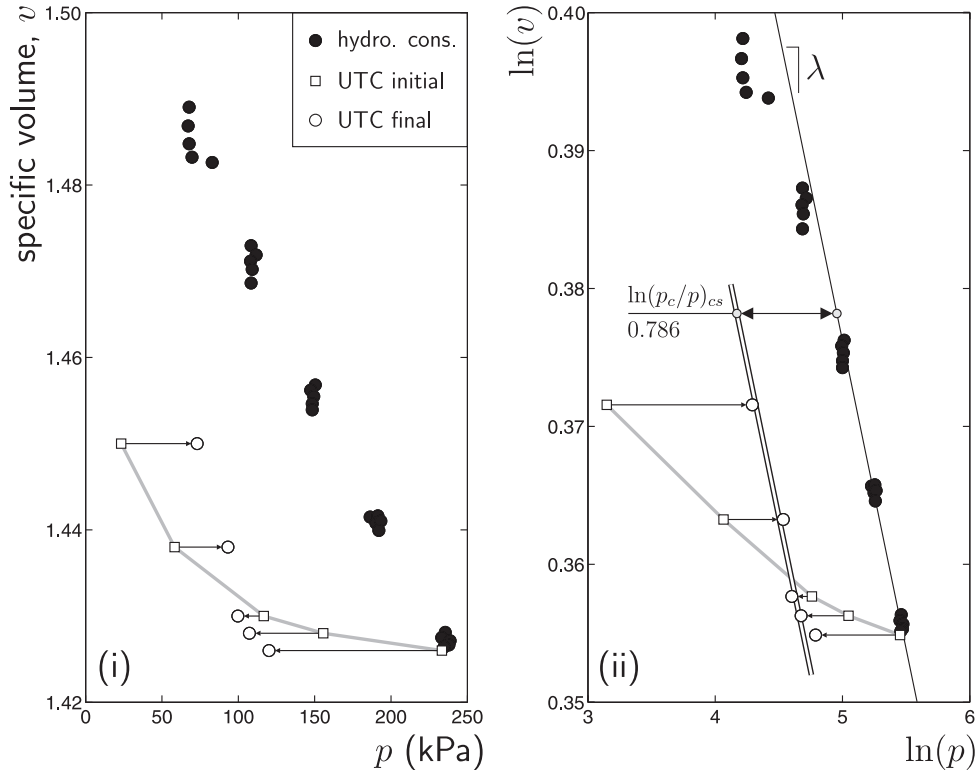 1.50
1.48
1.46
1.44
1.42
specific volume, v
hydro. cons.
UTC initial
UTC final
(i)
0 50 100 150 200 250
p (kPa)
0.40
0.39
0.38
0.37
0.36
0.35
ln(v)
λ
ln(p_c/p)_{cs}
0.786
(ii)
3 4 5 6
ln(p)